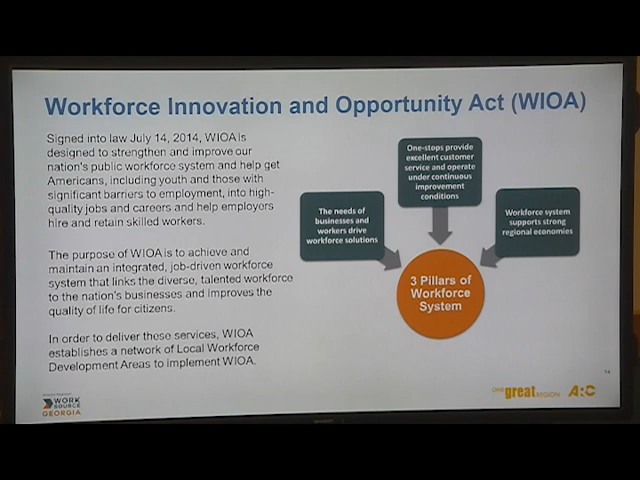 Workforce Innovation and Opportunity Act (WIOA)
Signed into law July 14, 2014, WIOA is
designed to strengthen and improve our
nation's public workforce system and help get
Americans, including youth and those with
significant barriers to employment, into high-
quality jobs and careers and help employers
hire and retain skilled workers.
The purpose of WIOA is to achieve and
maintain an integrated, job-driven workforce
system that links the diverse, talented workforce
to the nation's businesses and improves the
quality of life for citizens.
In order to deliver these services, WIOA
establishes a network of Local Workforce
Development Areas to implement WIOA.
One-stops provide
excellent customer
service and operate
under continuous
improvement
conditions
The needs of
businesses and
workers drive
workforce solutions
Workforce system
supports strong
regional economies
3 Pillars of
Workforce
System
WORK
SOURCE
GEORGIA
ONE great REGION
ARC